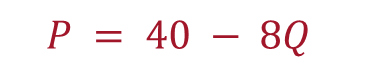 P = 40 − 8Q